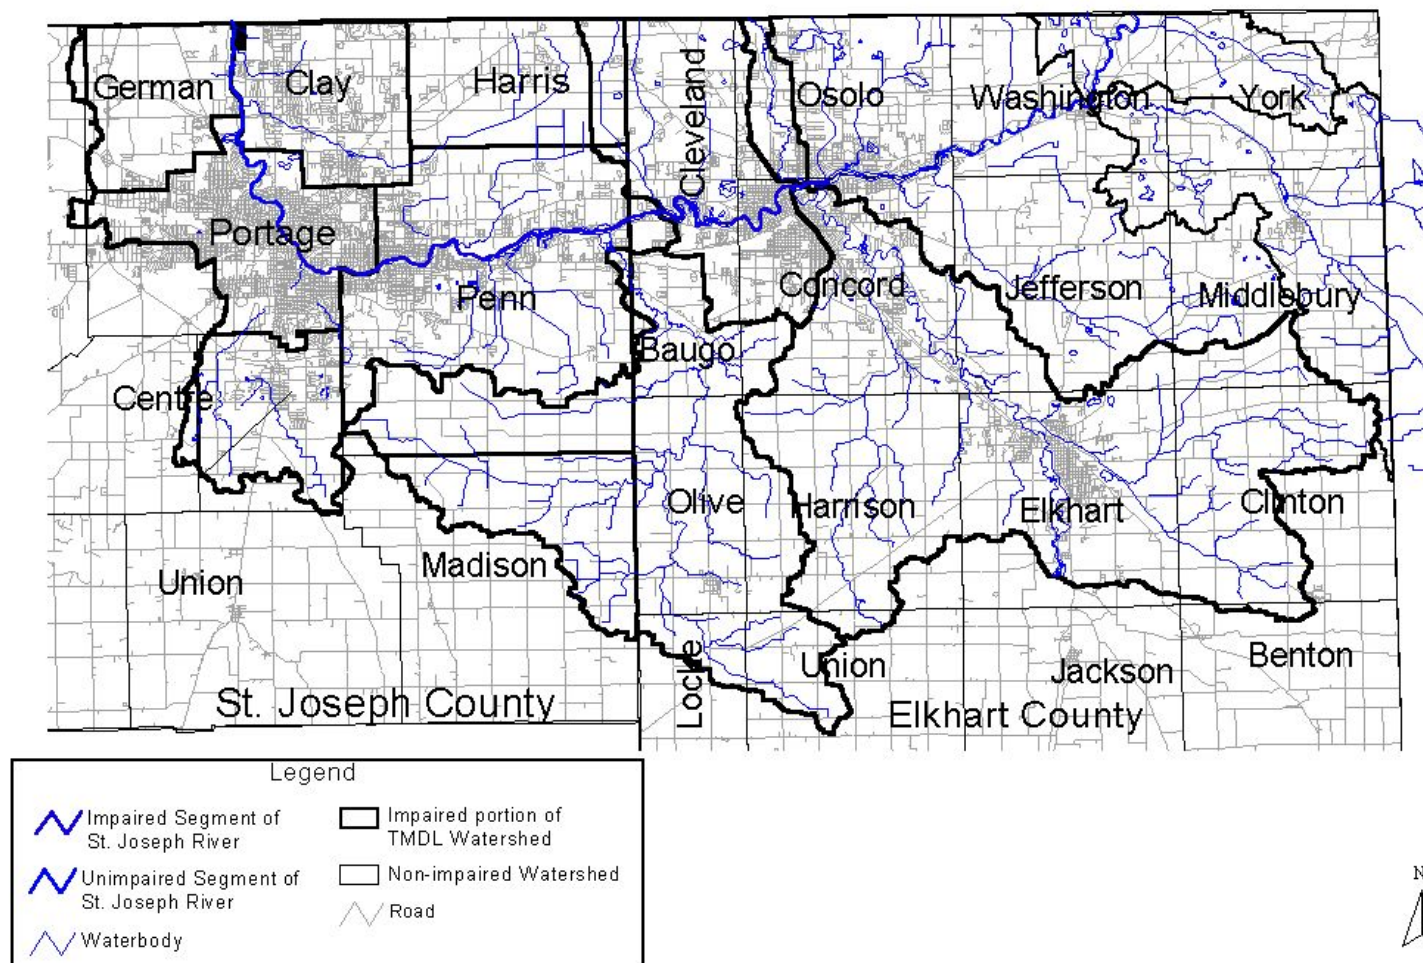 German
Clay
Harris
Cleveland
Osolo
Washington
York
Portage
Penn
Concord
Jefferson
Middlebury
Baugo
Centre
Olive
Harrison
Elkhart
Clinton
Union
Madison
Locke
Union
Jackson
Benton
St. Joseph County
Elkhart County
Legend
Impaired Segment of
St. Joseph River
Unimpaired Segment of
St. Joseph River
Waterbody
Impaired portion of
TMDL Watershed
Non-impaired Watershed
Road
N